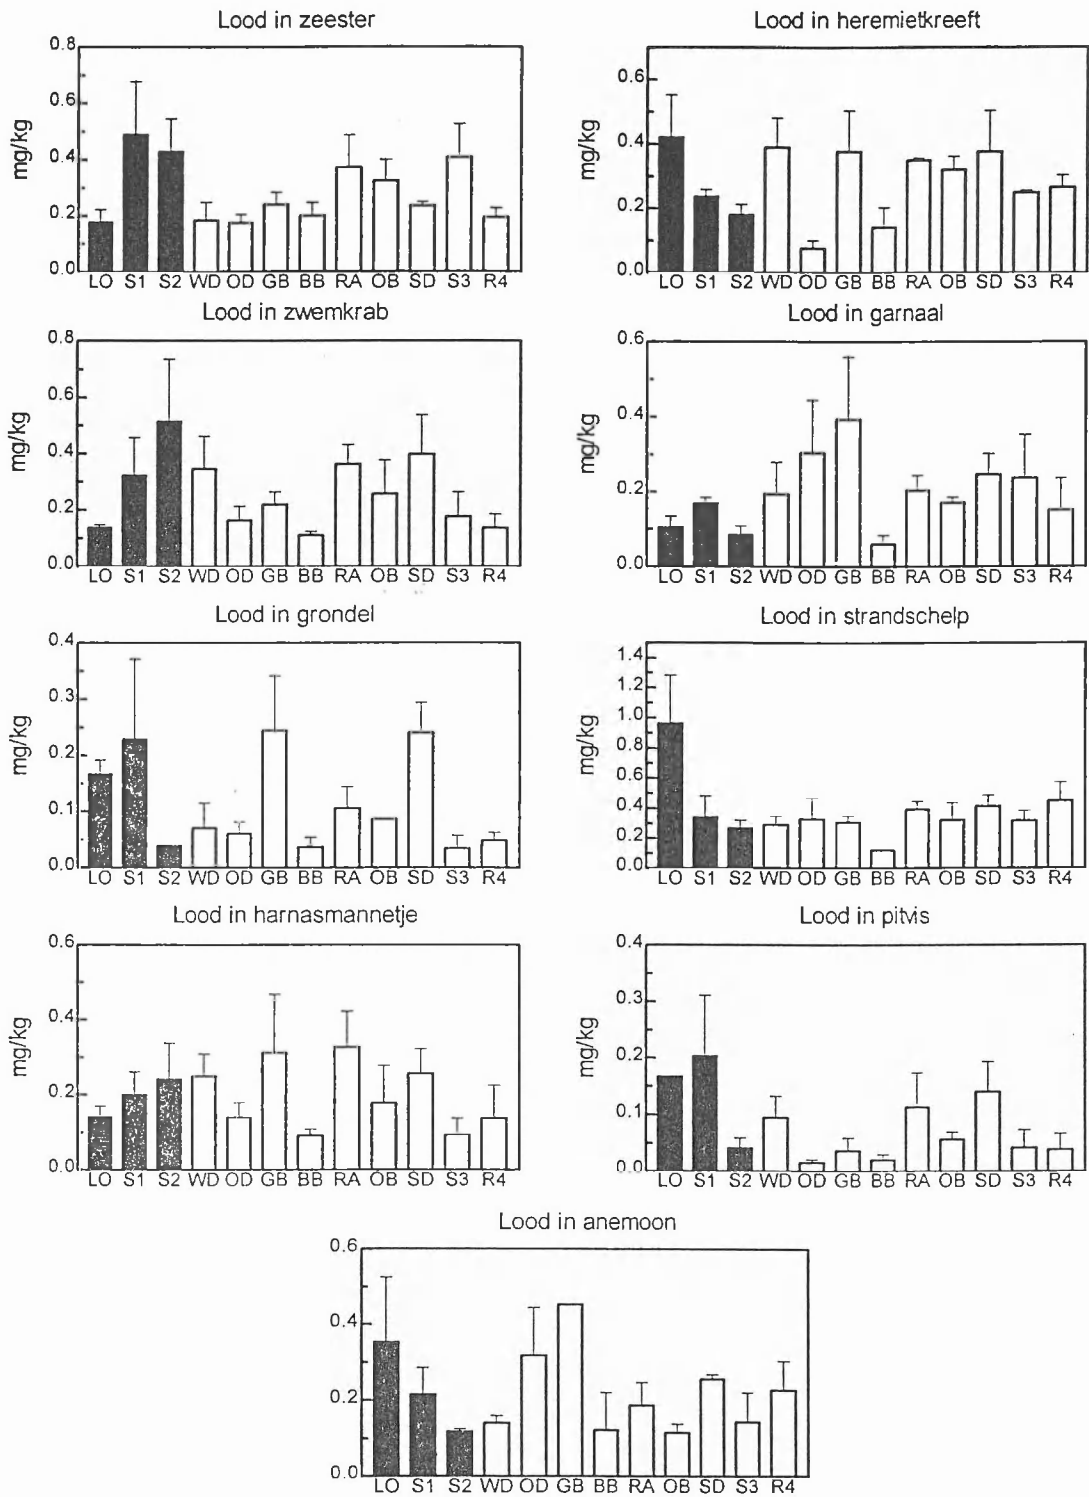 Lood in zeester
mg/kg
0.8
0.6
0.4
0.2
0.0
LO S1 S2 WD OD GB BB RA OB SD S3 R4
Lood in heremietkreeft
mg/kg
0.6
0.4
0.2
0.0
LO S1 S2 WD OD GB BB RA OB SD S3 R4
Lood in zwemkrab
mg/kg
0.8
0.6
0.4
0.2
0.0
LO S1 S2 WD OD GB BB RA OB SD S3 R4
Lood in garnaal
mg/kg
0.6
0.4
0.2
0.0
LO S1 S2 WD OD GB BB RA OB SD S3 R4
Lood in grondel
mg/kg
0.4
0.3
0.2
0.1
0.0
LO S1 S2 WD OD GB BB RA OB SD S3 R4
Lood in strandschelp
mg/kg
1.4
1.2
1.0
0.8
0.6
0.4
0.2
0.0
LO S1 S2 WD OD GB BB RA OB SD S3 R4
Lood in harnasmannetje
mg/kg
0.6
0.4
0.2
0.0
LO S1 S2 WD OD GB BB RA OB SD S3 R4
Lood in pitvis
mg/kg
0.4
0.3
0.2
0.1
0.0
LO S1 S2 WD OD GB BB RA OB SD S3 R4
Lood in anemoon
mg/kg
0.6
0.4
0.2
0.0
LO S1 S2 WD OD GB BB RA OB SD S3 R4